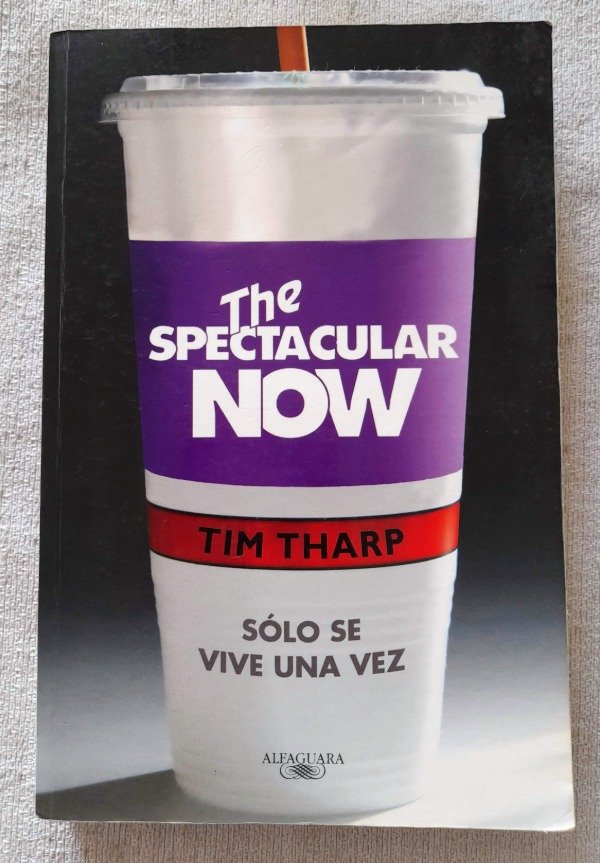 The
SPECTACULAR
NOW
TIM THARP
SÓLO SE
VIVE UNA VEZ
ALFAGUARA